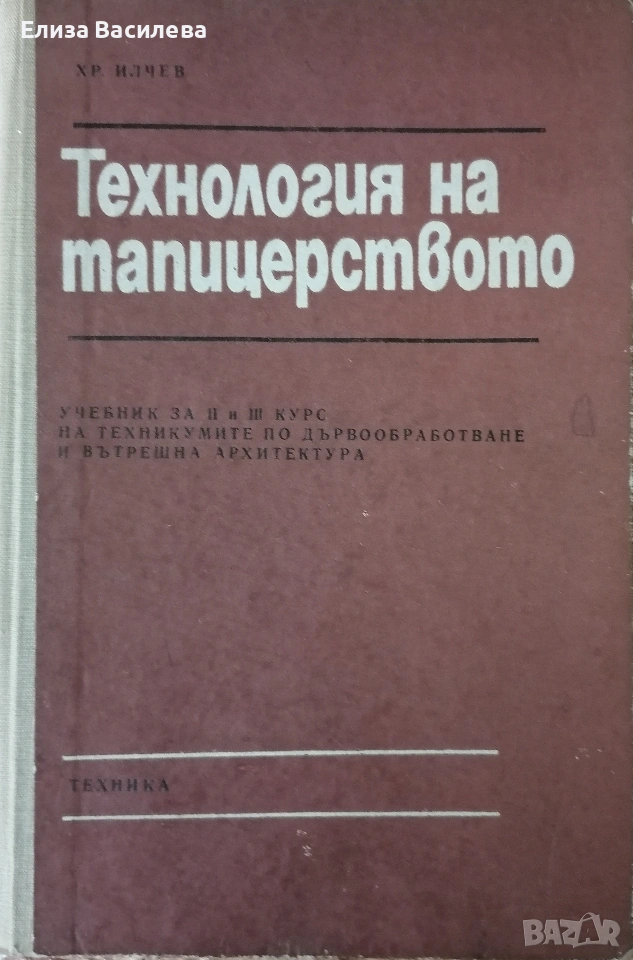 Елиза Василева
ХР. ИЛЧЕВ
Технология на
тапицерството
УЧЕБНИК ЗА II и III КУРС
НА ТЕХНИКУМИТЕ ПО ДЪРВООБРАБОТВАНЕ
И ВЪТРЕШНА АРХИТЕКТУРА
ТЕХНИКА
BAZAR